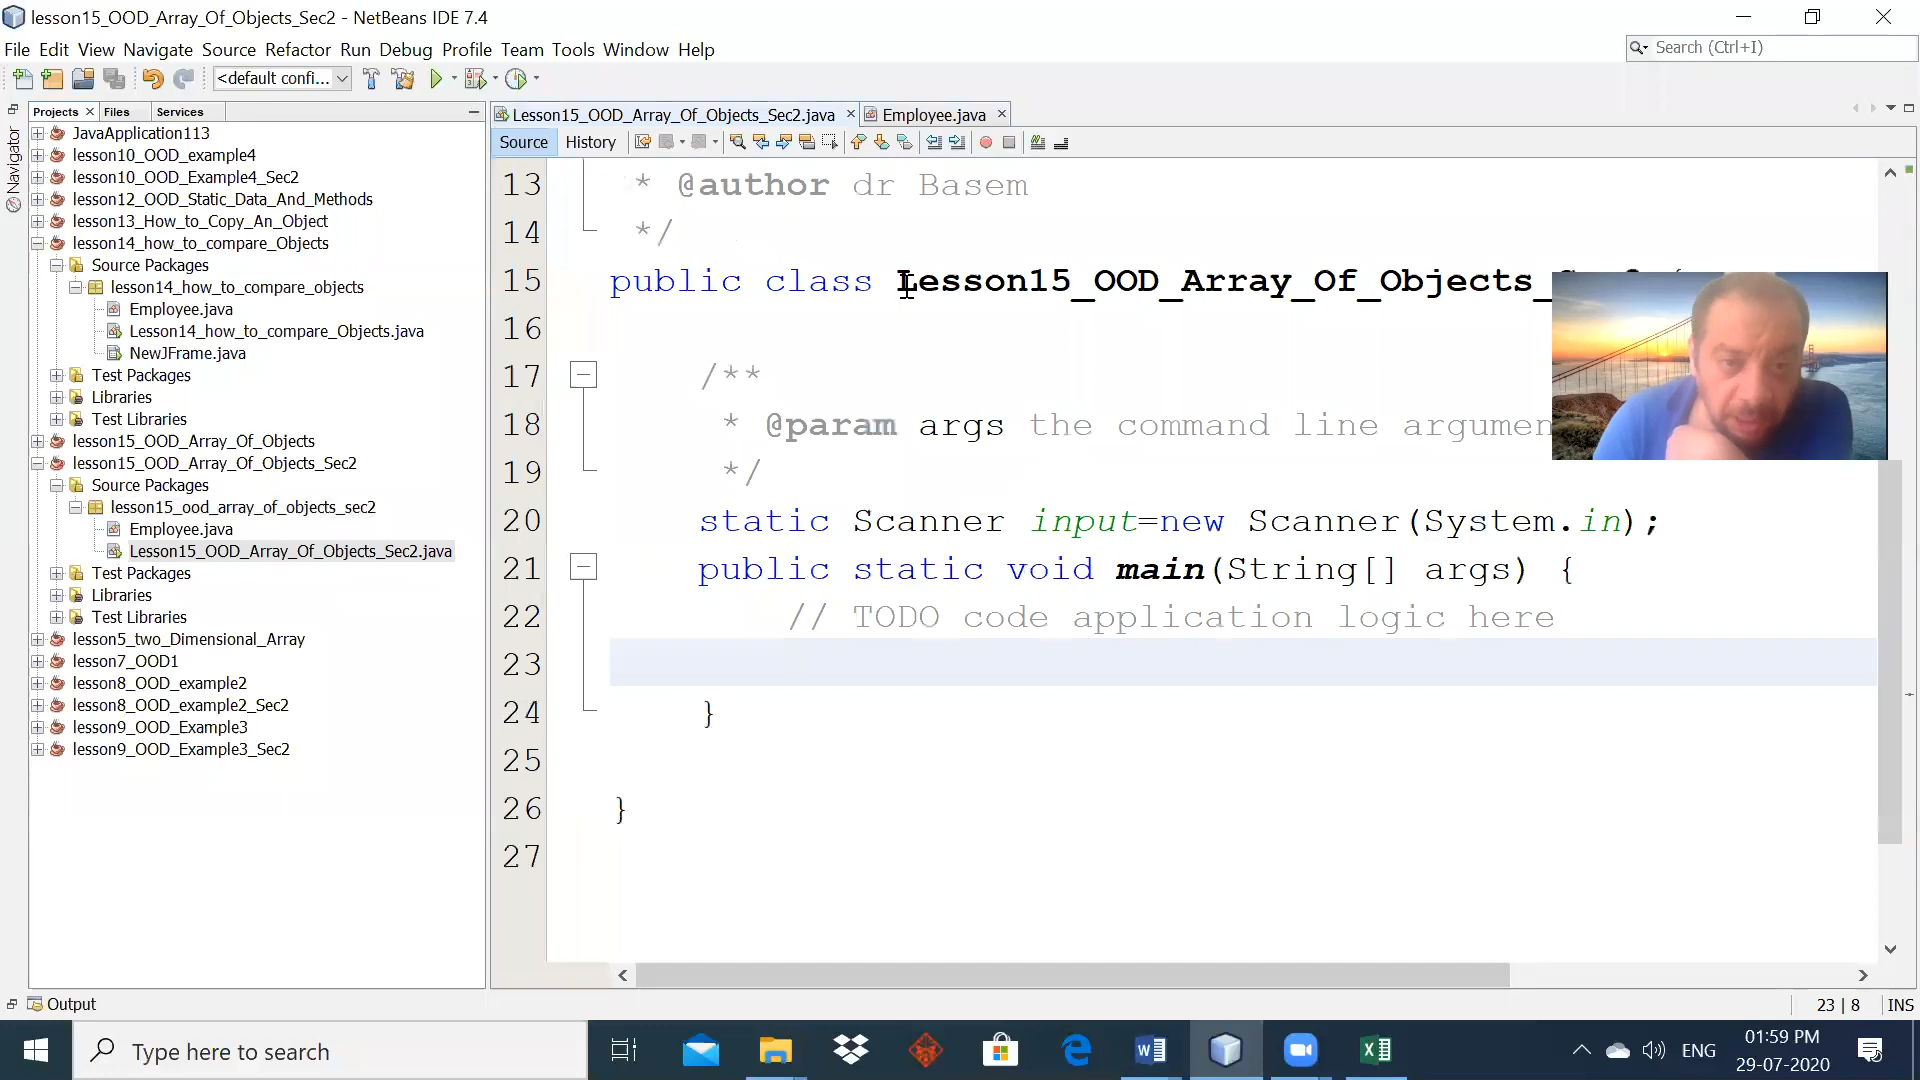 lesson15_OOD_Array_Of_Objects_Sec2 - NetBeans IDE 7.4
File Edit View Navigate Source Refactor Run Debug Profile Team Tools Window Help
Search (Ctrl+I)
<default confi...
Projects Files Services
Navigator
JavaApplication113
lesson10_OOD_example4
lesson10_OOD_Example4_Sec2
lesson12_OOD_Static_Data_And_Methods
lesson13_How_to_Copy_An_Object
lesson14_how_to_compare_Objects
Source Packages
lesson14_how_to_compare_objects
Employee.java
Lesson14_how_to_compare_Objects.java
NewJFrame.java
Test Packages
Libraries
Test Libraries
lesson15_OOD_Array_Of_Objects
lesson15_OOD_Array_Of_Objects_Sec2
Source Packages
lesson15_ood_array_of_objects_sec2
Employee.java
Lesson15_OOD_Array_Of_Objects_Sec2.java
Test Packages
Libraries
Test Libraries
lesson5_two_Dimensional_Array
lesson7_OOD1
lesson8_OOD_example2
lesson8_OOD_example2_Sec2
lesson9_OOD_Example3
lesson9_OOD_Example3_Sec2
Lesson15_OOD_Array_Of_Objects_Sec2.java Employee.java
Source History
13 * @author dr Basem
14 */
15 public class Lesson15_OOD_Array_Of_Objects_
16
17 /**
18 * @param args the command line argumen
19 */
20 static Scanner input=new Scanner(System.in);
21 public static void main(String[] args) {
22 // TODO code application logic here
23
24 }
25
26 }
27
Output
23 | 8 INS
Type here to search
ENG
01:59 PM
29-07-2020